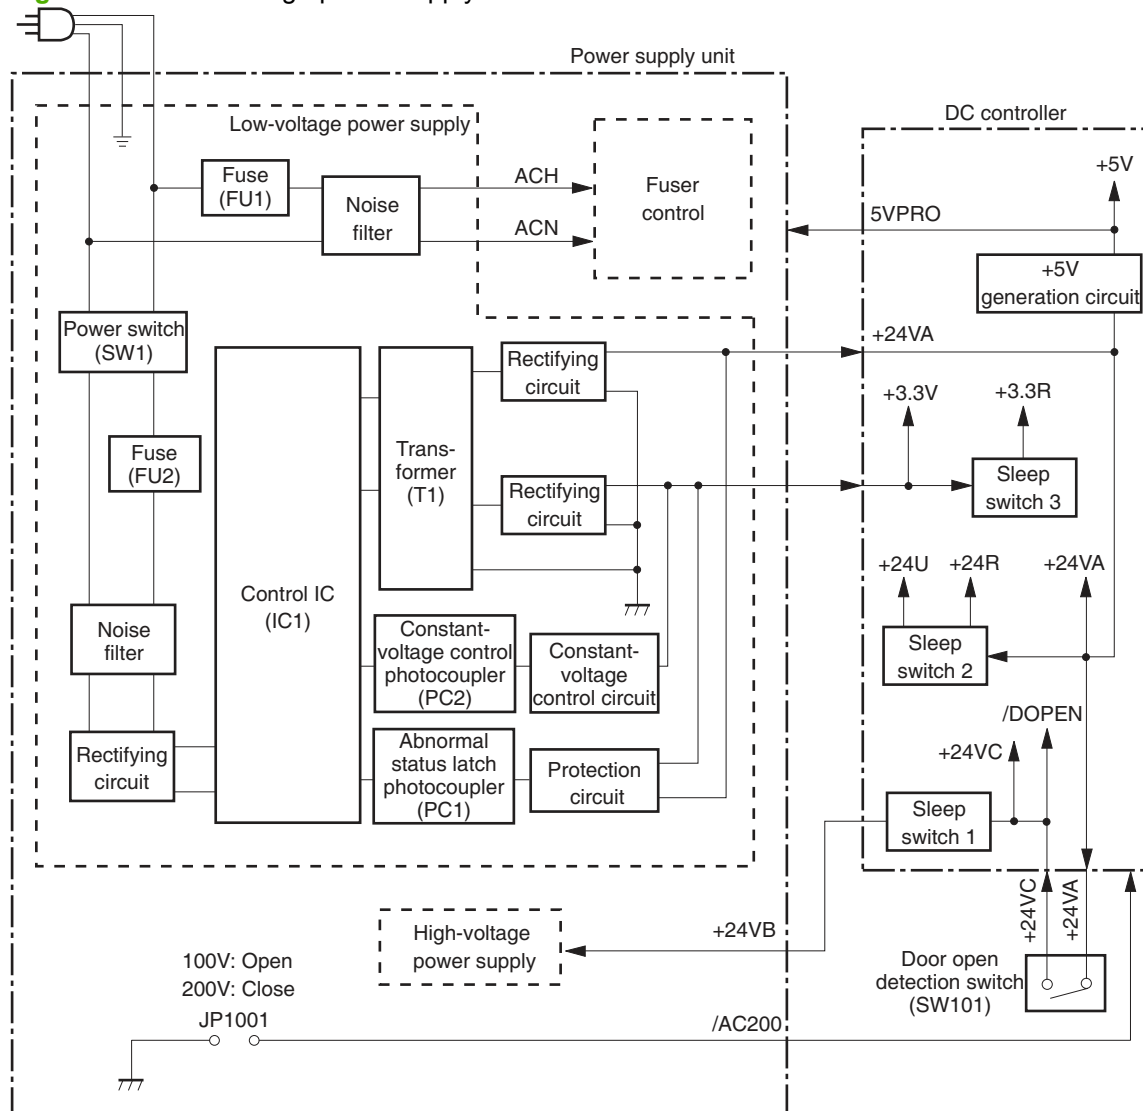 Power supply unit
Low-voltage power supply
DC controller
+5V
Fuse
(FU1)
ACH
Noise
filter
ACN
Fuser
control
5VPRO
+5V
generation circuit
Power switch
(SW1)
+24VA
Rectifying
circuit
+3.3V
+3.3R
Fuse
(FU2)
Trans-
former
(T1)
Rectifying
circuit
Sleep
switch 3
Control IC
(IC1)
+24U
+24R
+24VA
Noise
filter
Constant-
voltage control
photocoupler
(PC2)
Constant-
voltage
control circuit
Sleep
switch 2
/DOPEN
+24VC
Rectifying
circuit
Abnormal
status latch
photocoupler
(PC1)
Protection
circuit
Sleep
switch 1
+24VC
+24VA
High-voltage
power supply
+24VB
Door open
detection switch
(SW101)
100V: Open
200V: Close
JP1001
/AC200